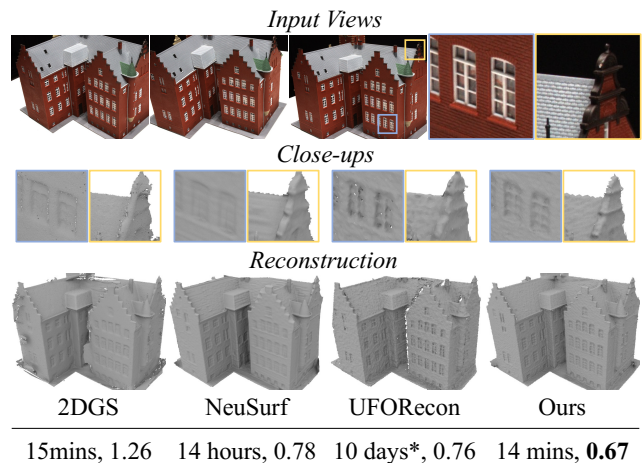 Input Views
Close-ups
Reconstruction
2DGS NeuSurf UFORecon Ours
15mins, 1.26 14 hours, 0.78 10 days*, 0.76 14 mins, 0.67